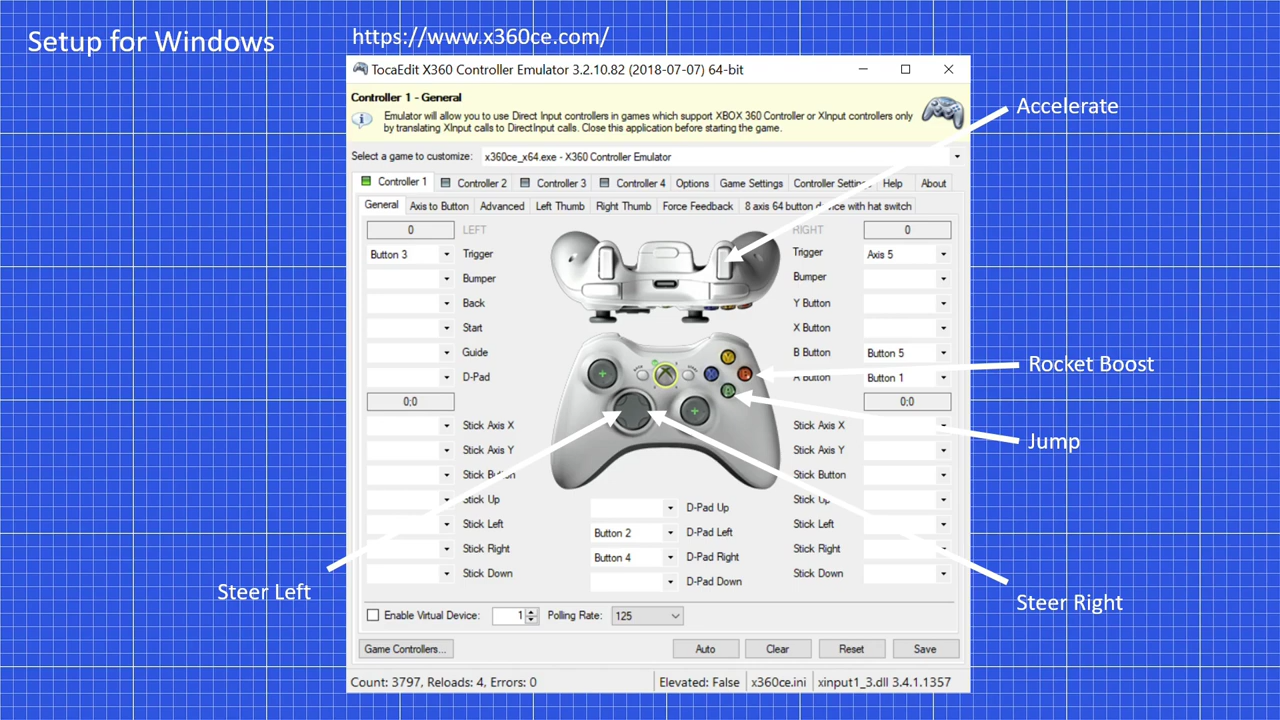 Setup for Windows
https://www.x360ce.com/
TocaEdit X360 Controller Emulator 3.2.10.82 (2018-07-07) 64-bit
Controller 1 - General
Emulator will allow you to use Direct Input controllers in games which support XBOX 360 Controller or XInput controllers only
by translating XInput calls to DirectInput calls. Close this application before starting the game.
Accelerate
Select a game to customize: x360ce_x64.exe - X360 Controller Emulator
Controller 1 Controller 2 Controller 3 Controller 4 Options Game Settings Controller Settings Help About
General Axis to Button Advanced Left Thumb Right Thumb Force Feedback 8 axis 64 button device with hat switch
0 LEFT RIGHT 0
Button 3 Trigger Trigger Axis 5
Bumper Bumper
Back Y Button
Start X Button
Guide B Button Button 5
D-Pad A Button Button 1
Rocket Boost
0;0 0;0
Stick Axis X Stick Axis X
Jump
Stick Axis Y Stick Axis Y
Stick Button Stick Button
Stick Up D-Pad Up Stick Up
Stick Left Button 2 D-Pad Left Stick Left
Stick Right Button 4 D-Pad Right Stick Right
Stick Down D-Pad Down Stick Down
Steer Left
Steer Right
Enable Virtual Device: 1 Polling Rate: 125
Game Controllers... Auto Clear Reset Save
Count: 3797, Reloads: 4, Errors: 0 Elevated: False x360ce.ini xinput1_3.dll 3.4.1.1357